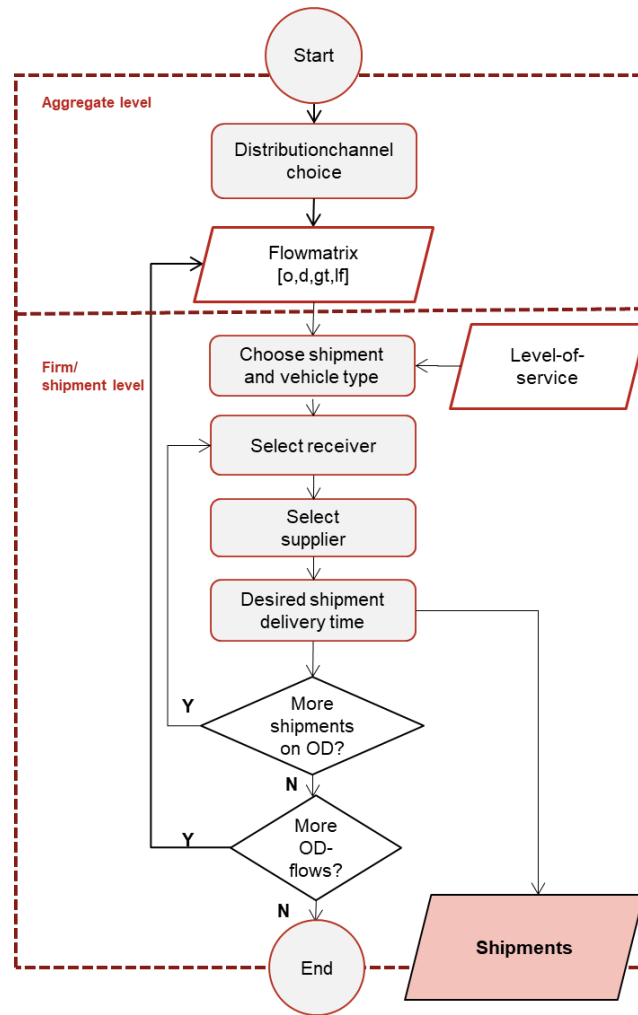 Start
Aggregate level
Distributionchannel
choice
Flowmatrix
[o,d,gt,lf]
Firm/
shipment level
Choose shipment
and vehicle type
Level-of-
service
Select receiver
Select
supplier
Desired shipment
delivery time
Y
More
shipments
on OD?
N
Y
More
OD-
flows?
N
Shipments
End